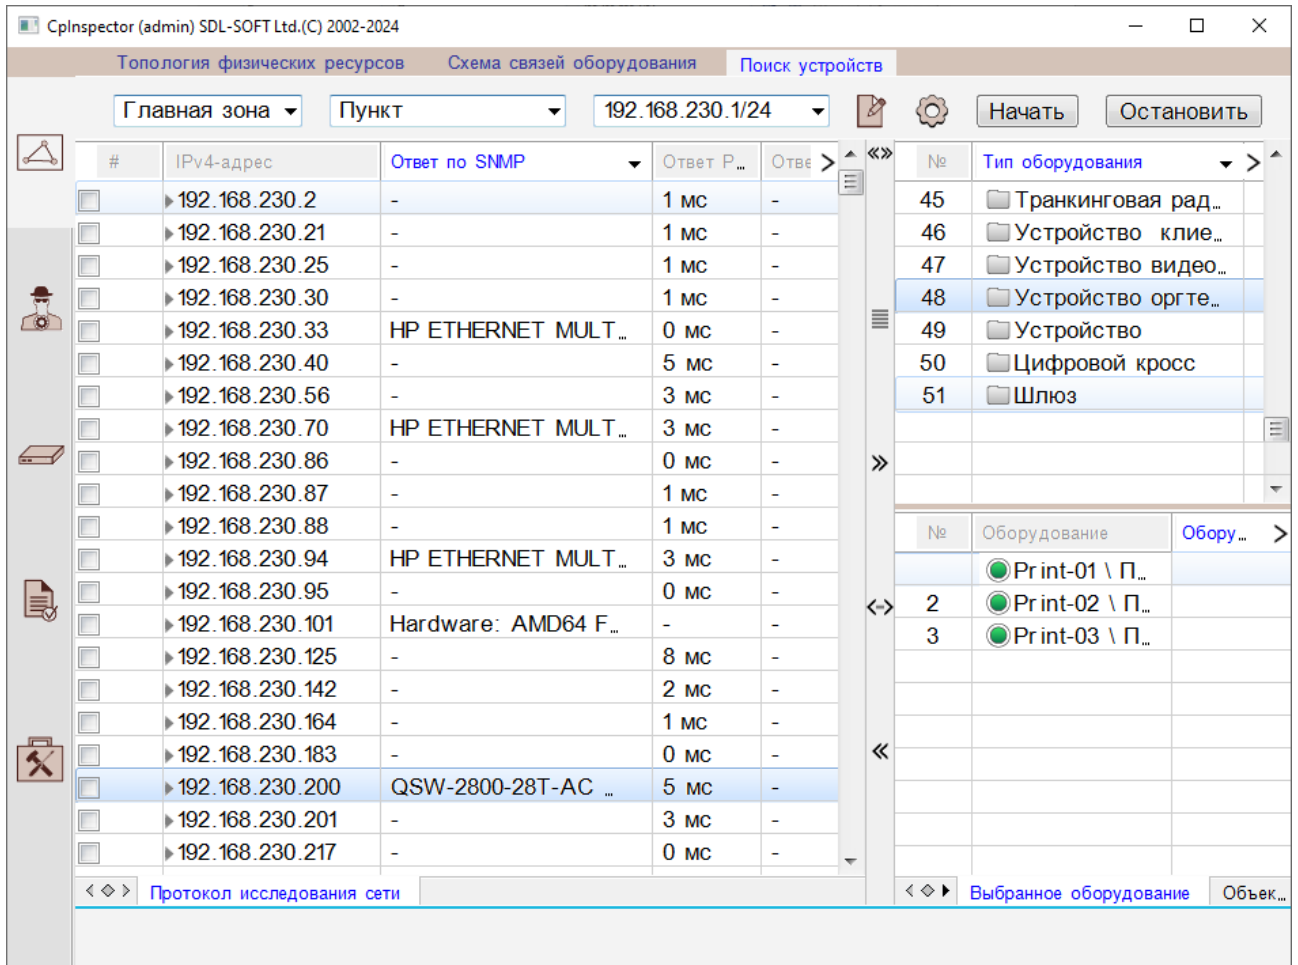 CpInspector (admin) SDL-SOFT Ltd.(C) 2002-2024
Топология физических ресурсов Схема связей оборудования Поиск устройств
Главная зона Пункт 192.168.230.1/24 Начать Остановить
# IPv4-адрес Ответ по SNMP Ответ P... Отве
192.168.230.2 - 1 мс -
192.168.230.21 - 1 мс -
192.168.230.25 - 1 мс -
192.168.230.30 - 1 мс -
192.168.230.33 HP ETHERNET MULT... 0 мс -
192.168.230.40 - 5 мс -
192.168.230.56 - 3 мс -
192.168.230.70 HP ETHERNET MULT... 3 мс -
192.168.230.86 - 0 мс -
192.168.230.87 - 1 мс -
192.168.230.88 - 1 мс -
192.168.230.94 HP ETHERNET MULT... 3 мс -
192.168.230.95 - 0 мс -
192.168.230.101 Hardware: AMD64 F... - -
192.168.230.125 - 8 мс -
192.168.230.142 - 2 мс -
192.168.230.164 - 1 мс -
192.168.230.183 - 0 мс -
192.168.230.200 QSW-2800-28T-AC ... 5 мс -
192.168.230.201 - 3 мс -
192.168.230.217 - 0 мс -
Протокол исследования сети
№ Тип оборудования
45 Транкинговая рад...
46 Устройство клие...
47 Устройство видео...
48 Устройство оргте...
49 Устройство
50 Цифровой кросс
51 Шлюз
№ Оборудование Обору...
Print-01 \ П...
2 Print-02 \ П...
3 Print-03 \ П...
Выбранное оборудование Объек...